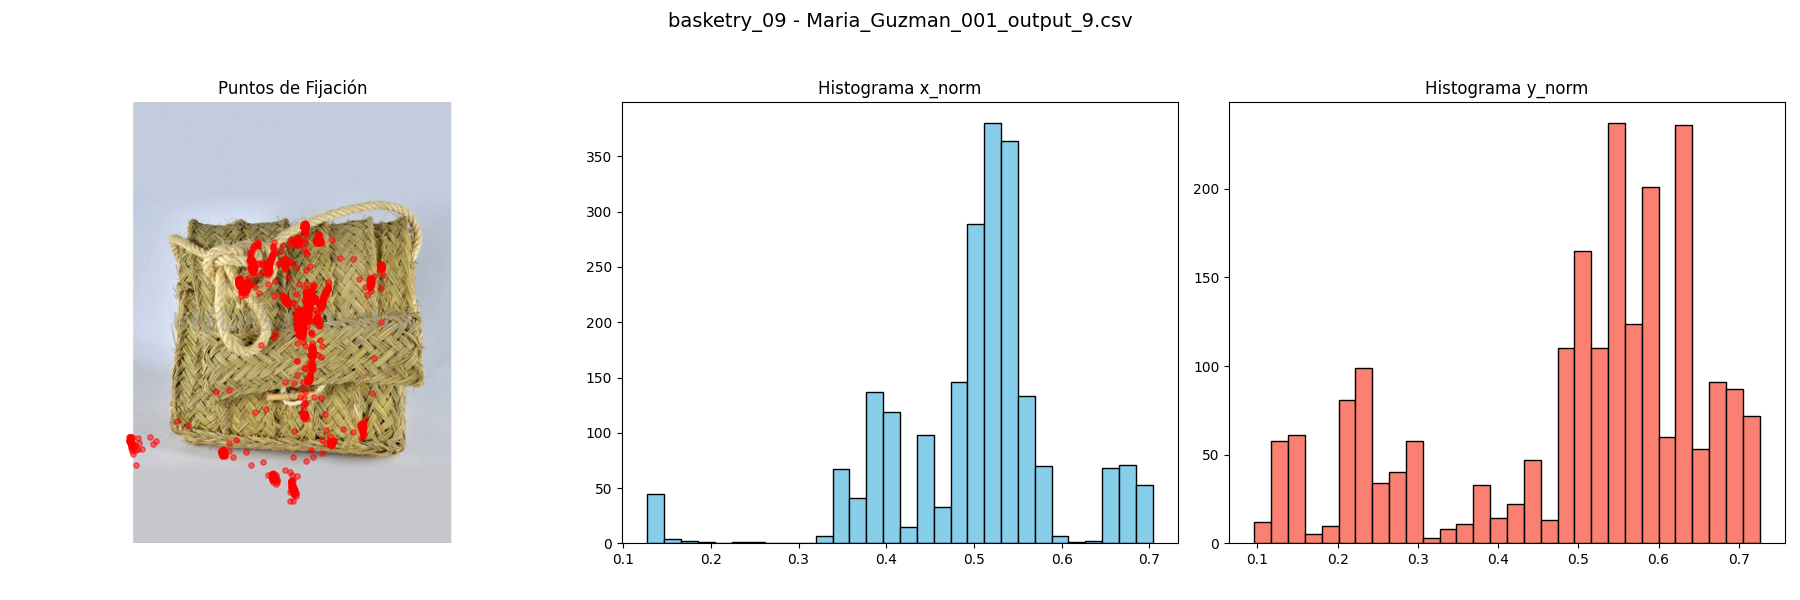 basketry_09 - Maria_Guzman_001_output_9.csv
Puntos de Fijación
Histograma x_norm
Histograma y_norm
350
300
250
200
150
100
50
0
0.1 0.2 0.3 0.4 0.5 0.6 0.7
200
150
100
50
0
0.1 0.2 0.3 0.4 0.5 0.6 0.7